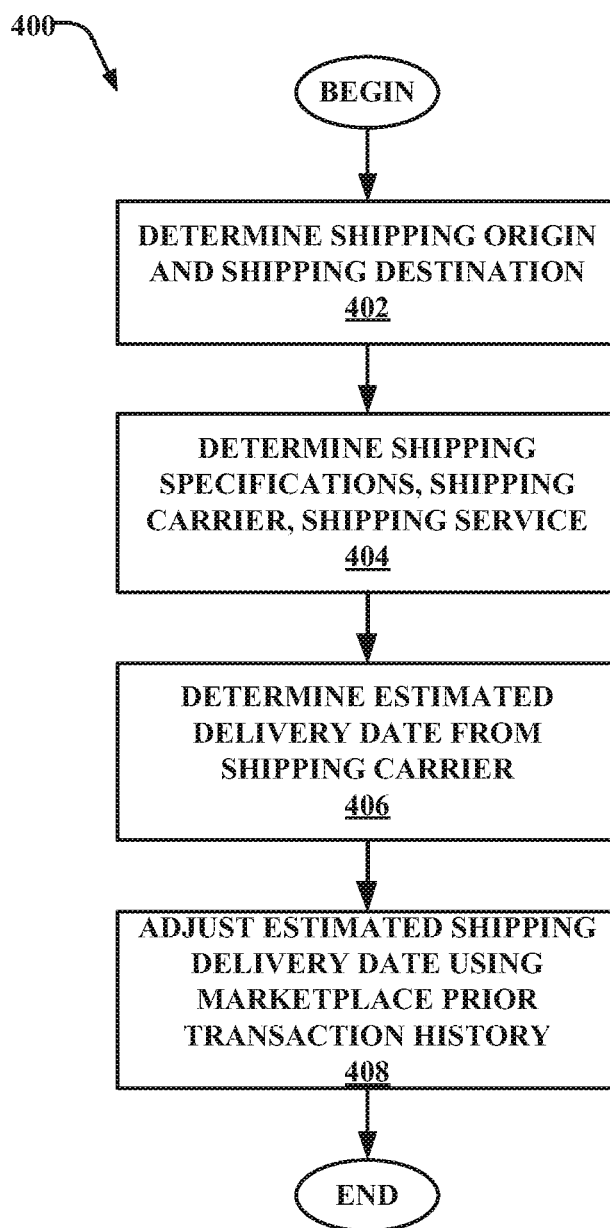 400
BEGIN
DETERMINE SHIPPING ORIGIN
AND SHIPPING DESTINATION
402
DETERMINE SHIPPING
SPECIFICATIONS, SHIPPING
CARRIER, SHIPPING SERVICE
404
DETERMINE ESTIMATED
DELIVERY DATE FROM
SHIPPING CARRIER
406
ADJUST ESTIMATED SHIPPING
DELIVERY DATE USING
MARKETPLACE PRIOR
TRANSACTION HISTORY
408
END